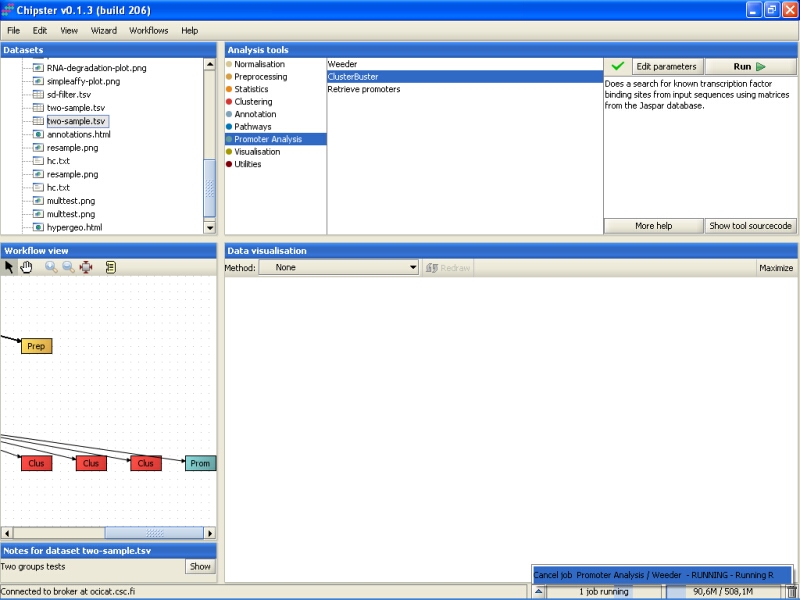 Chipster v0.1.3 (build 206)
File Edit View Wizard Workflows Help
Datasets
RNA-degradation-plot.png
simpleaffy-plot.png
sd-filter.tsv
two-sample.tsv
two-sample.tsv
annotations.html
resample.png
hc.txt
resample.png
hc.txt
multtest.png
multtest.png
hypergeo.html
Analysis tools
Normalisation
Preprocessing
Statistics
Clustering
Annotation
Pathways
Promoter Analysis
Visualisation
Utilities
Weeder
ClusterBuster
Retrieve promoters
Edit parameters Run
Does a search for known transcription factor
binding sites from input sequences using matrices
from the Jaspar database.
More help Show tool sourcecode
Workflow view
Prep
Clus Clus Clus Prom
Data visualisation
Method: None Redraw Maximize
Notes for dataset two-sample.tsv
Two groups tests Show
Cancel job Promoter Analysis / Weeder - RUNNING - Running R
Connected to broker at ocicat.csc.fi 1 job running 90,6M / 508,1M